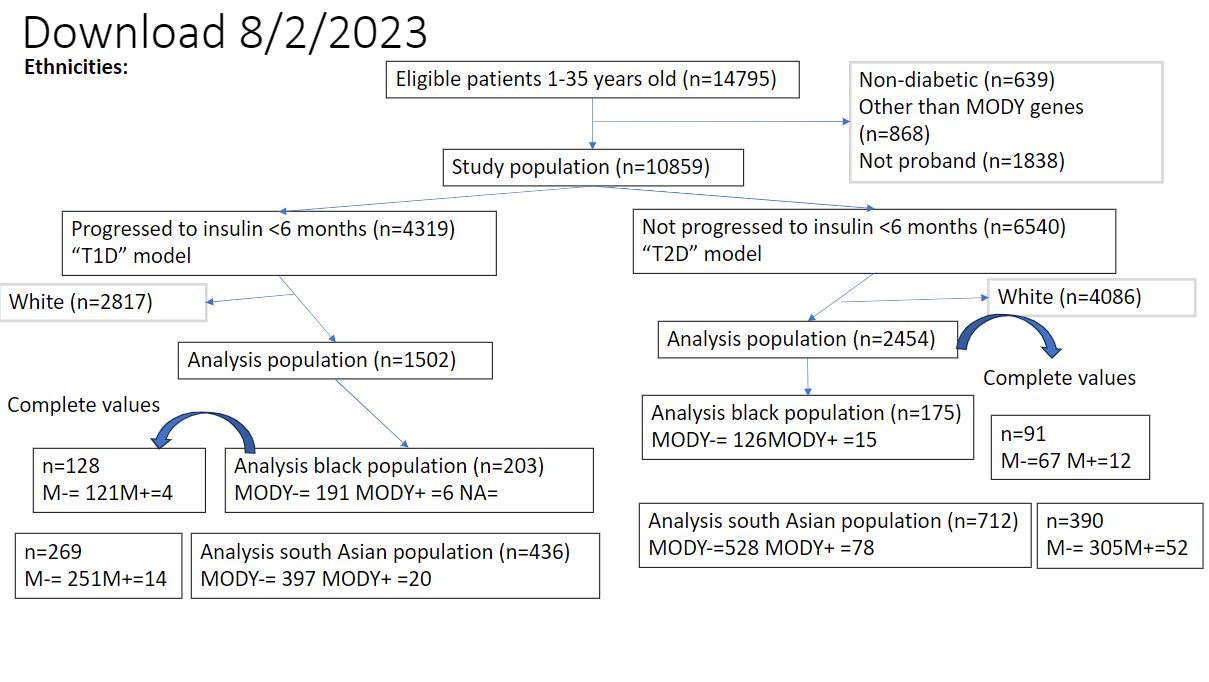 Download 8/2/2023
Ethnicities:
Eligible patients 1-35 years old (n=14795)
Non-diabetic (n=639)
Other than MODY genes
(n=868)
Not proband (n=1838)
Study population (n=10859)
Progressed to insulin <6 months (n=4319)
“T1D” model
Not progressed to insulin <6 months (n=6540)
“T2D” model
White (n=2817)
White (n=4086)
Analysis population (n=1502)
Analysis population (n=2454)
Complete values
Complete values
Analysis black population (n=175)
MODY-= 126MODY+ =15
n=91
M-=67 M+=12
n=128
M-= 121M+=4
Analysis black population (n=203)
MODY-= 191 MODY+ =6 NA=
n=269
M-= 251M+=14
Analysis south Asian population (n=436)
MODY-= 397 MODY+ =20
Analysis south Asian population (n=712)
MODY-=528 MODY+ =78
n=390
M-= 305M+=52